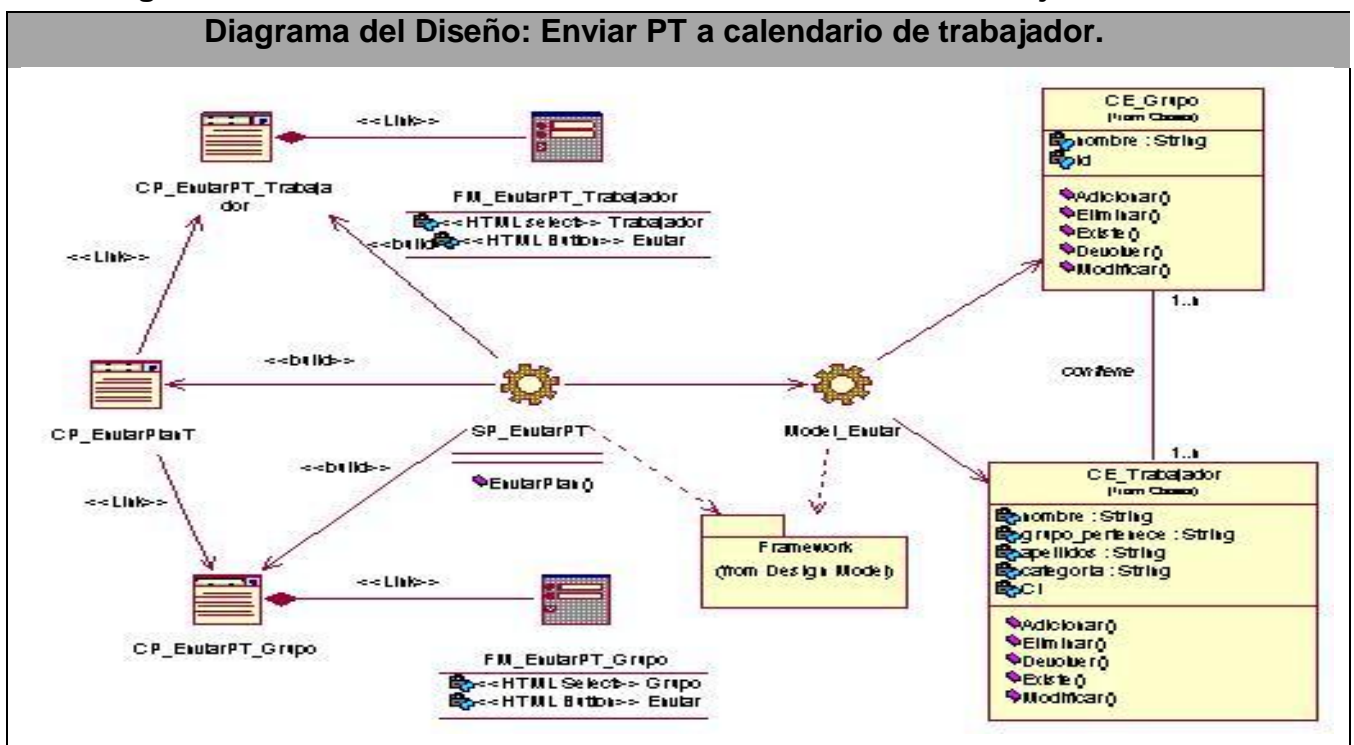 Diagrama del Diseño: Enviar PT a calendario de trabajador.
<<Link>>
CP_EnviarPT_Trabaja
dor
FM_EnviarPT_Trabajador
<<HTML select>> Trabajador
<<HTML Button>> Enviar
<<build>>
<<Link>>
CE_Grupo
(from Clases)
nombre : String
id
Adicionar()
Eliminar()
Existe()
Devolver()
Modificar()
1..n
contiene
1..n
<<build>>
CP_EnviarPlanT
SP_EnviarPT
EnviarPlan()
Model_Enviar
<<build>>
<<Link>>
Framework
(from Design Model)
CE_Trabajador
(from Clases)
nombre : String
grupo_pertenece : String
apellidos : String
categoria : String
CI
Adicionar()
Eliminar()
Devolver()
Existe()
Modificar()
<<Link>>
CP_EnviarPT_Grupo
FM_EnviarPT_Grupo
<<HTML Select>> Grupo
<<HTML Button>> Enviar